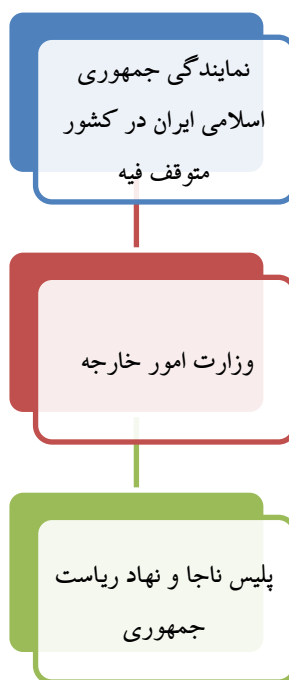 نمایندگی جمهوری
اسلامی ایران در کشور
متوقف فیه
وزارت امور خارجه
پلیس ناجا و نهاد ریاست
جمهوری